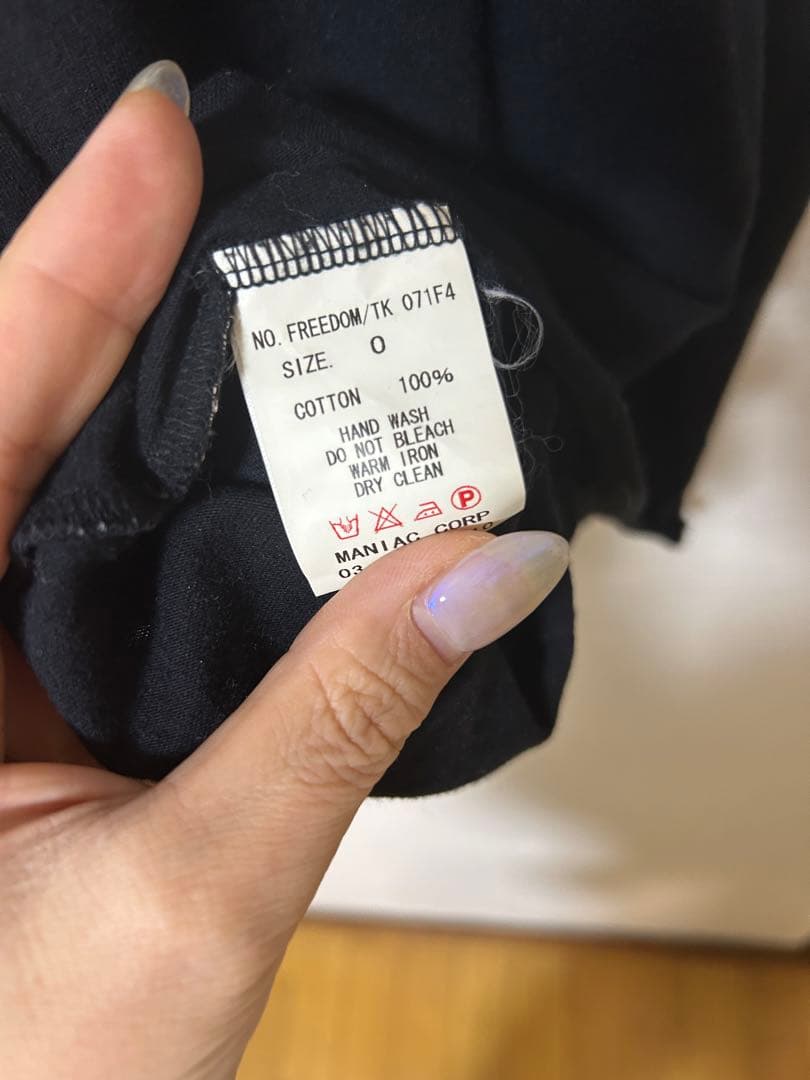 NO. FREEDOM/TK 071F4
SIZE. 0
COTTON 100%
HAND WASH
DO NOT BLEACH
WARM IRON
DRY CLEAN
P
MANIAC CORP
03